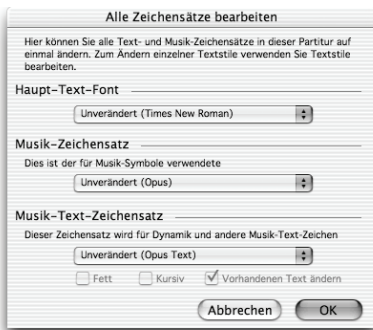 Alle Zeichensätze bearbeiten
Hier können Sie alle Text- und Musik-Zeichensätze in dieser Partitur auf
einmal ändern. Zum Ändern einzelner Textstile verwenden Sie Textstile
bearbeiten.
Haupt-Text-Font
Unverändert (Times New Roman)
Musik-Zeichensatz
Dies ist der für Musik-Symbole verwendete
Unverändert (Opus)
Musik-Text-Zeichensatz
Dieser Zeichensatz wird für Dynamik und andere Musik-Text-Zeichen
Unverändert (Opus Text)
Fett Kursiv Vorhandenen Text ändern
Abbrechen OK